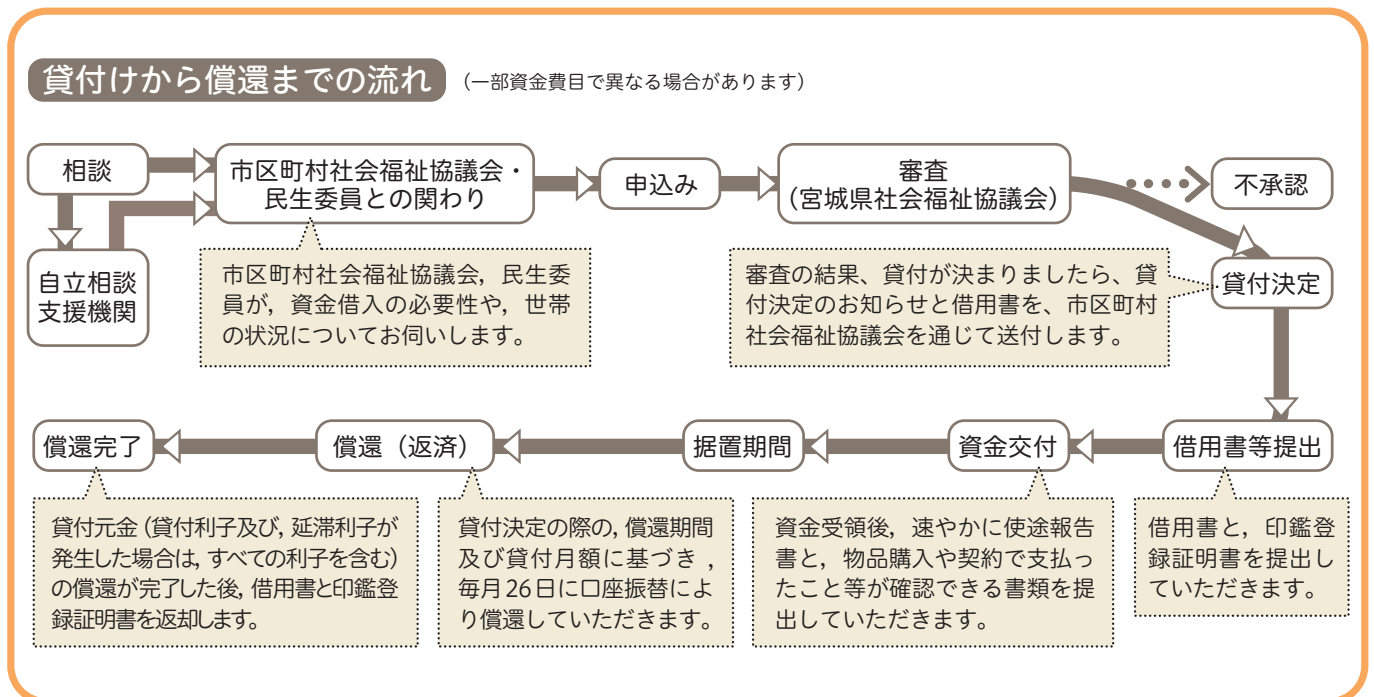 貸付けから償還までの流れ (一部資金費目で異なる場合があります)
相談
市区町村社会福祉協議会・
民生委員との関わり
申込み
審査
(宮城県社会福祉協議会)
不承認
自立相談
支援機関
市区町村社会福祉協議会,民生委
員が,資金借入の必要性や,世帯
の状況についてお伺いします。
審査の結果、貸付が決まりましたら、貸
付決定のお知らせと借用書を、市区町村
社会福祉協議会を通じて送付します。
貸付決定
借用書等提出
借用書と,印鑑登
録証明書を提出し
ていただきます。
資金交付
資金受領後,速やかに使途報告
書と,物品購入や契約で支払っ
たこと等が確認できる書類を提
出していただきます。
据置期間
償還(返済)
貸付決定の際の,償還期間
及び貸付月額に基づき,
毎月26日に口座振替によ
り償還していただきます。
償還完了
貸付元金(貸付利子及び,延滞利子が
発生した場合は,すべての利子を含む)
の償還が完了した後,借用書と印鑑登
録証明書を返却します。